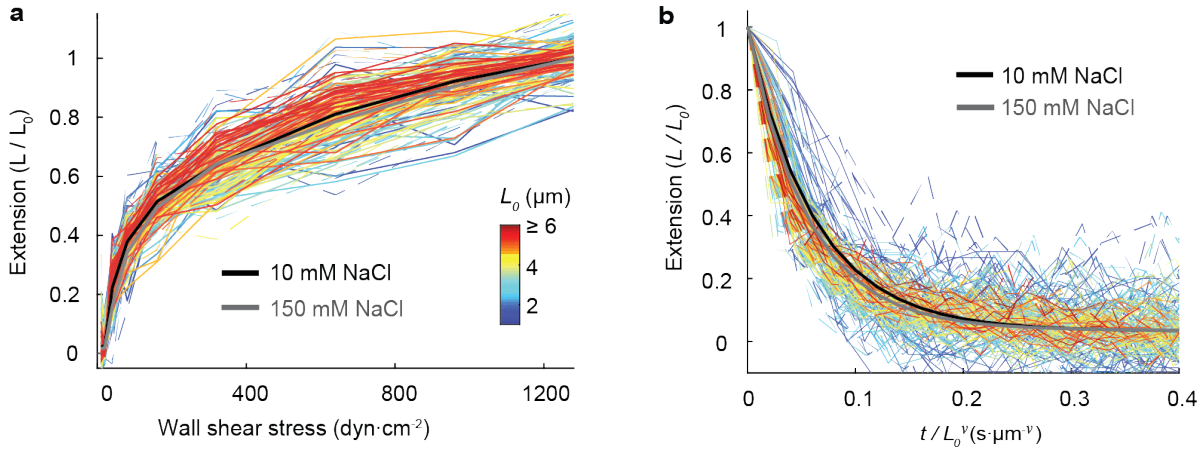 a
Extension (L / L₀)
1
0.8
0.6
0.4
0.2
0
L₀ (μm)
≥ 6
4
2
10 mM NaCl
150 mM NaCl
0
400
800
1200
Wall shear stress (dyn·cm⁻²)
b
Extension (L / L₀)
1
0.8
0.6
0.4
0.2
0
10 mM NaCl
150 mM NaCl
0
0.1
0.2
0.3
0.4
t / L₀ᵛ (s·μm⁻ᵛ)